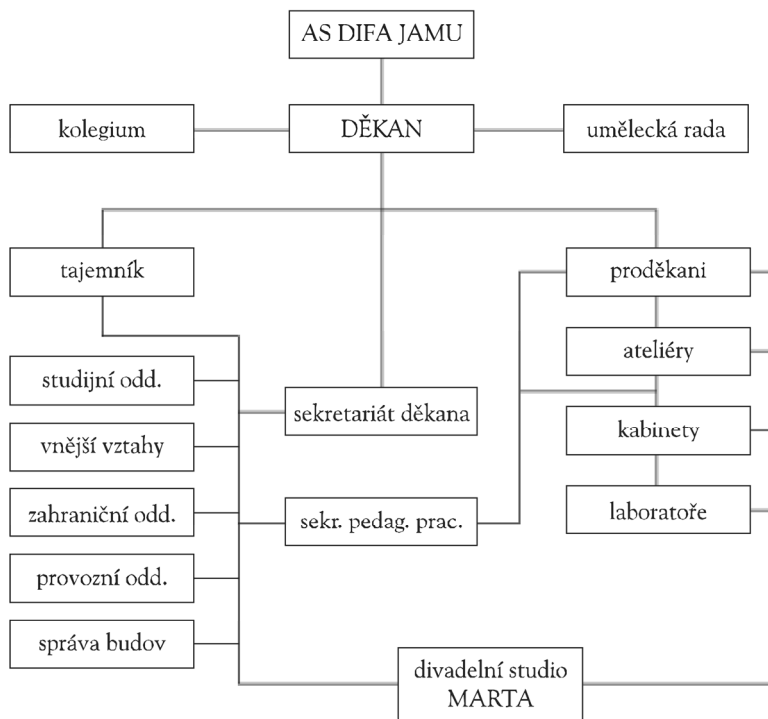 AS DIFA JAMU
kolegium
DĚKAN
umělecká rada
tajemník
proděkani
ateliéry
studijní odd.
sekretariát děkana
kabinety
vnější vztahy
zahraniční odd.
sekr. pedag. prac.
laboratoře
provozní odd.
správa budov
divadelní studio
MARTA